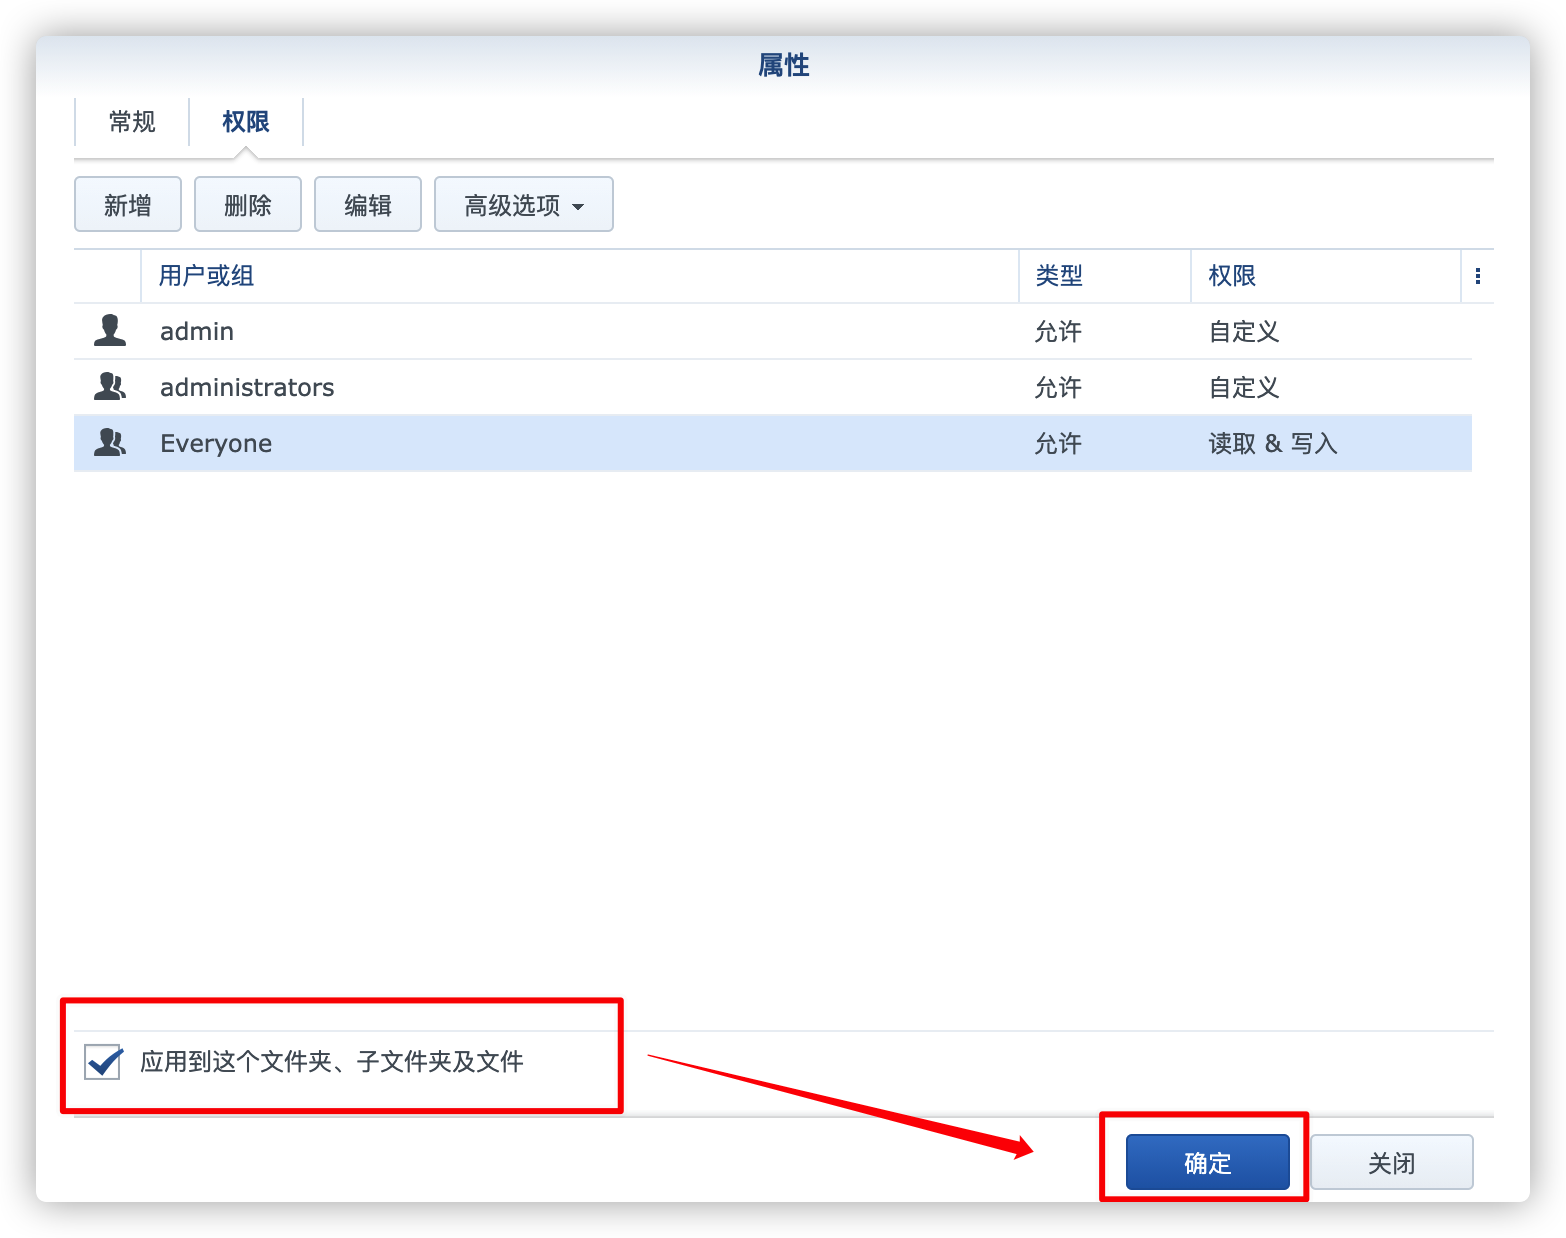 属性
常规 权限
新增 删除 编辑 高级选项
用户或组 类型 权限
admin 允许 自定义
administrators 允许 自定义
Everyone 允许 读取 & 写入
应用到这个文件夹、子文件夹及文件
确定 关闭